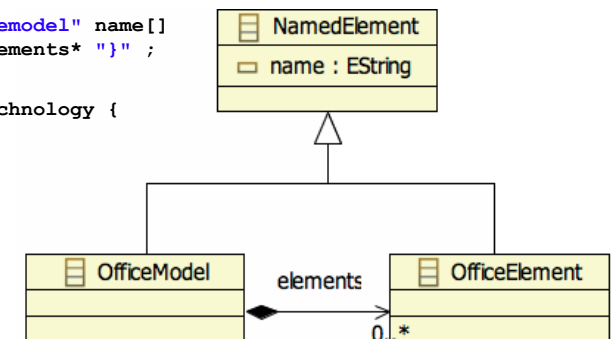 emodel" name[]
ements* "}" ;
chnology {
NamedElement
name : EString
OfficeModel
elements
OfficeElement
0..*